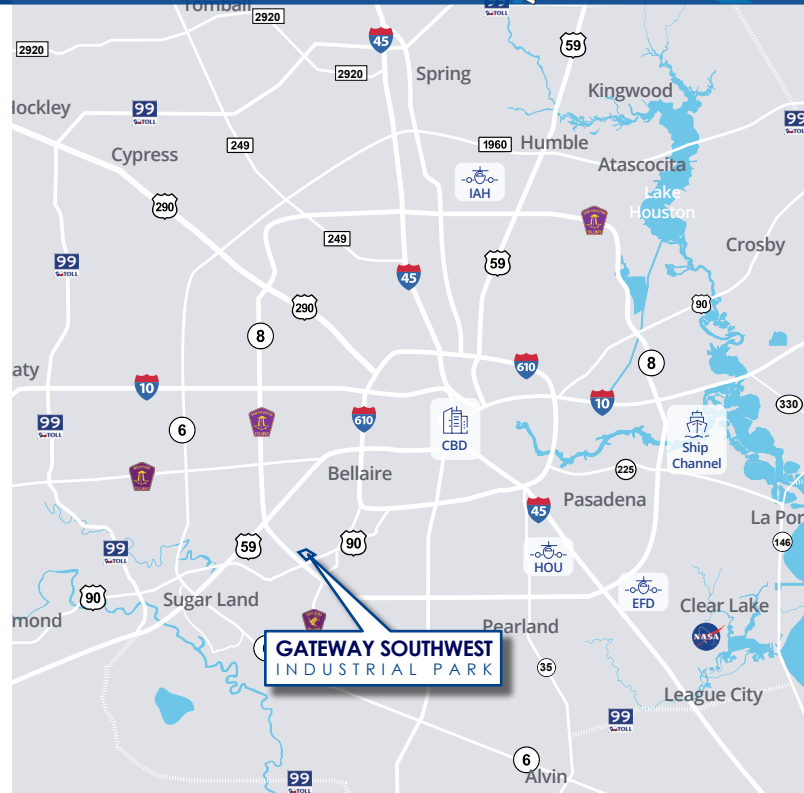 Tomball
2920
2920
45
59
2920
Spring
Kingwood
Hockley
99
TOLL
99
TOLL
249
1960
Humble
Cypress
Atascocita
IAH
Lake
Houston
290
249
Crosby
99
TOLL
59
45
90
290
8
8
610
aty
10
10
330
99
TOLL
6
610
CBD
Ship
Channel
225
Bellaire
Pasadena
45
La Por
146
59
90
99
TOLL
HOU
90
EFD
Sugar Land
Clear Lake
mond
Pearland
NASA
GATEWAY SOUTHWEST
INDUSTRIAL PARK
35
League City
99
TOLL
6
Alvin
99
TOLL